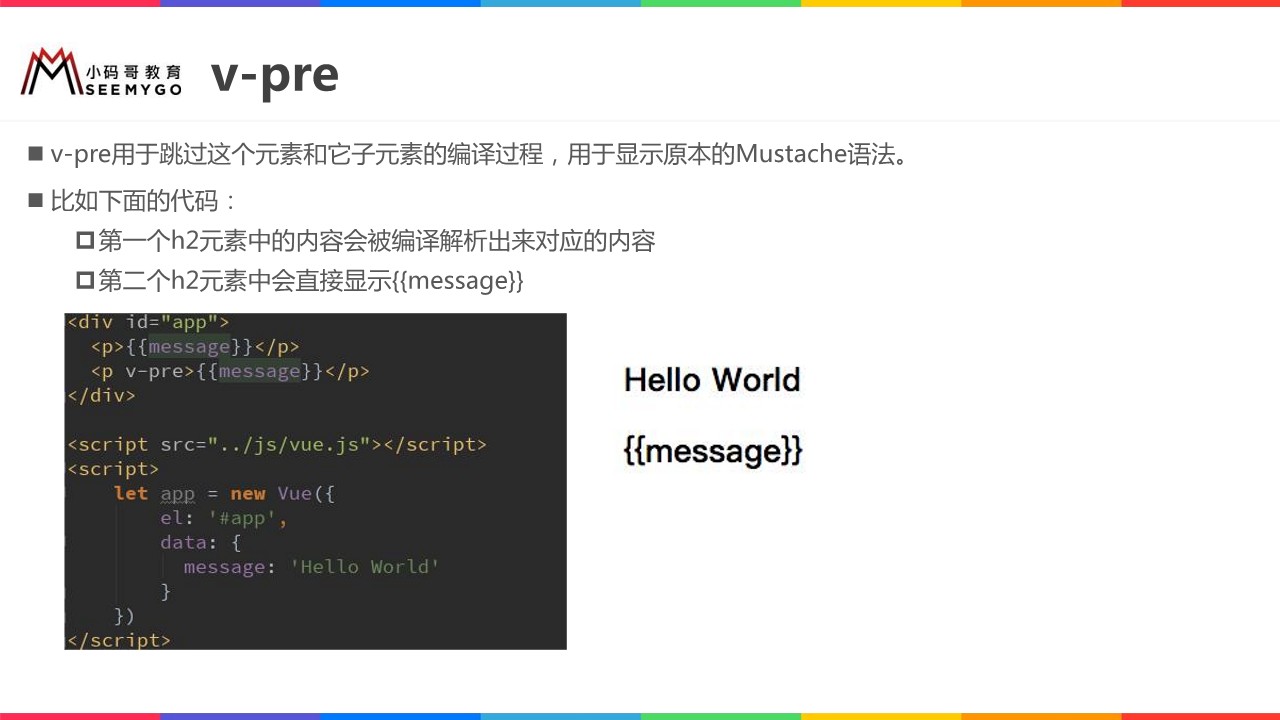 小码哥教育
SEEMYGO
v-pre
v-pre用于跳过这个元素和它子元素的编译过程，用于显示原本的Mustache语法。
比如下面的代码：
第一个h2元素中的内容会被编译解析出来对应的内容
第二个h2元素中会直接显示{{message}}
<div id="app">
  <p>{{message}}</p>
  <p v-pre>{{message}}</p>
</div>
<script src="../js/vue.js"></script>
<script>
    let app = new Vue({
        el: '#app',
        data: {
          message: 'Hello World'
        }
    })
</script>
Hello World
{{message}}